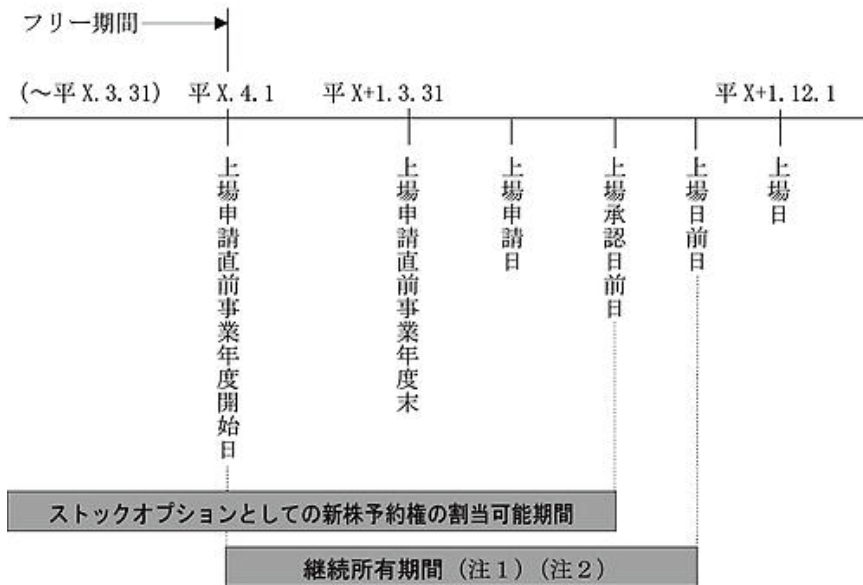 フリー期間
(～平X.3.31)
平X.4.1
平X+1.3.31
平X+1.12.1
上場申請直前事業年度開始日
上場申請直前事業年度末
上場申請日
上場承認日前日
上場日前日
上場日
ストックオプションとしての新株予約権の割当可能期間
継続所有期間（注１）（注２）